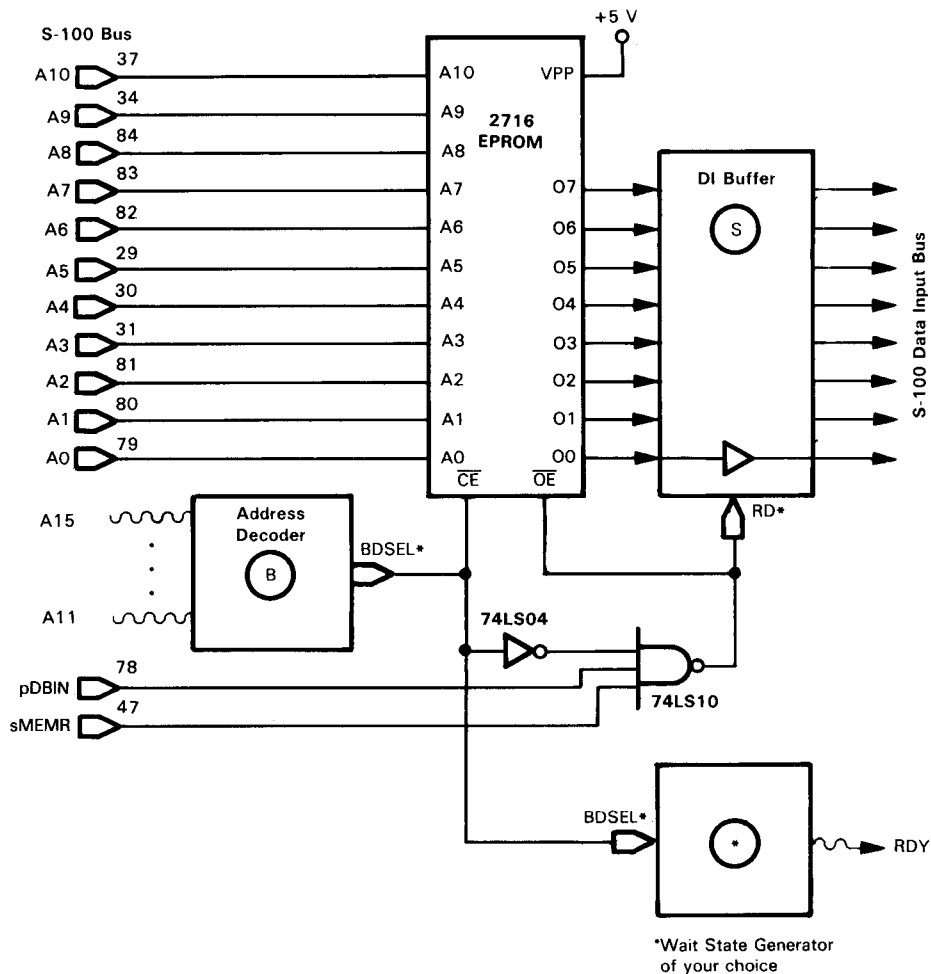 +5 V
S-100 Bus
A10 37 A10 VPP
A9 34 A9 2716
EPROM
A8 84 A8 DI Buffer
A7 83 A7 O7
A6 82 A6 O6 S
A5 29 A5 O5
A4 30 A4 O4
A3 31 A3 O3
A2 81 A2 O2
A1 80 A1 O1
A0 79 A0 O0
S-100 Data Input Bus
CE OE
RD*
A15 Address
Decoder
B
BDSEL*
A11
74LS04
pDBIN 78
74LS10
sMEMR 47
BDSEL*
*
RDY
*Wait State Generator
of your choice